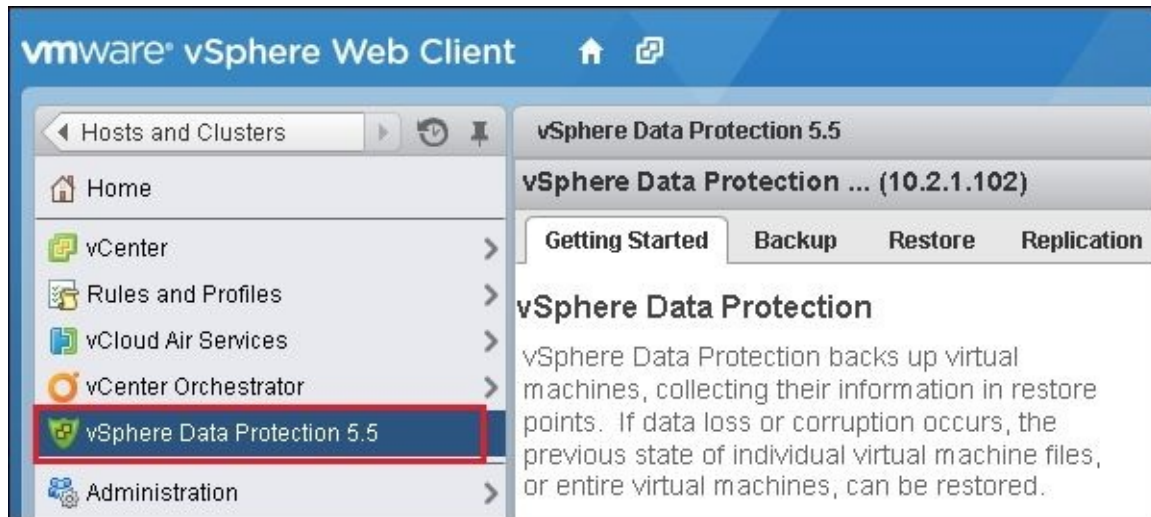 vmware® vSphere Web Client
Hosts and Clusters
Home
vCenter
Rules and Profiles
vCloud Air Services
vCenter Orchestrator
vSphere Data Protection 5.5
Administration
vSphere Data Protection 5.5
vSphere Data Protection ... (10.2.1.102)
Getting Started Backup Restore Replication
vSphere Data Protection
vSphere Data Protection backs up virtual
machines, collecting their information in restore
points. If data loss or corruption occurs, the
previous state of individual virtual machine files,
or entire virtual machines, can be restored.